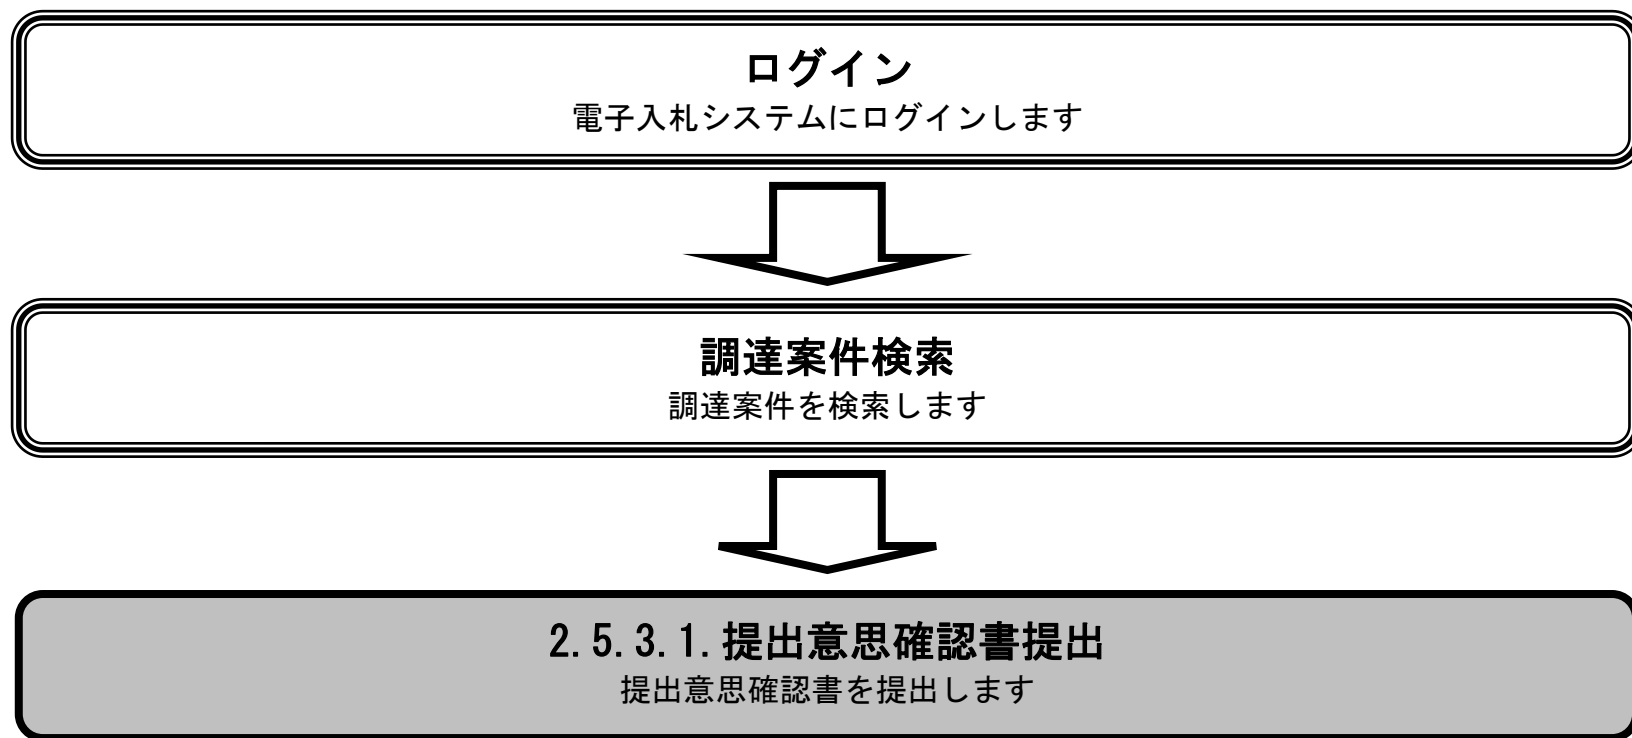 ログイン
電子入札システムにログインします
調達案件検索
調達案件を検索します
2.5.3.1.提出意思確認書提出
提出意思確認書を提出します